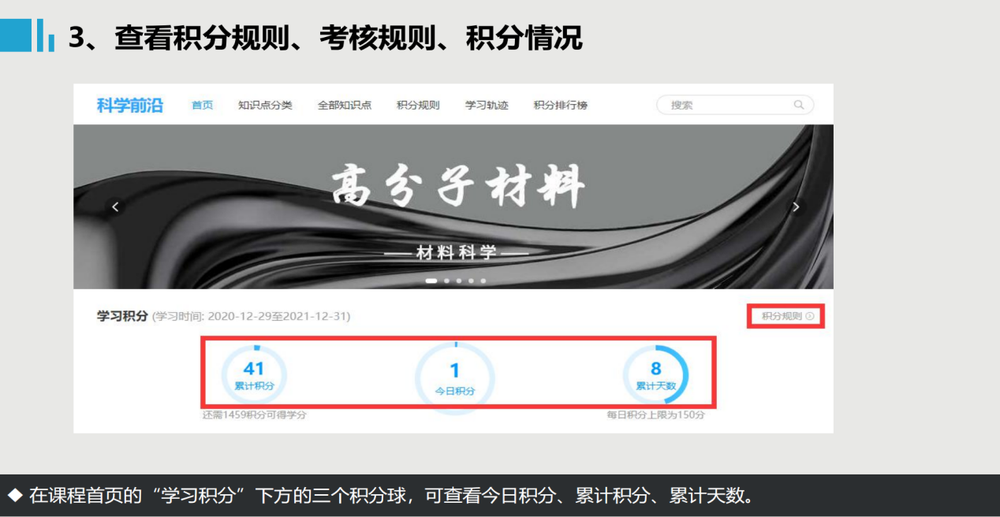 3、查看积分规则、考核规则、积分情况
科学前沿 首页 知识点分类 全部知识点 积分规则 学习轨迹 积分排行榜 搜索
高分子材料
材料科学
学习积分 (学习时间: 2020-12-29至2021-12-31) 积分规则
41 1 8
累计积分 今日积分 累计天数
还需1459积分可得学分 每日积分上限为150分
◆ 在课程首页的“学习积分”下方的三个积分球，可查看今日积分、累计积分、累计天数。